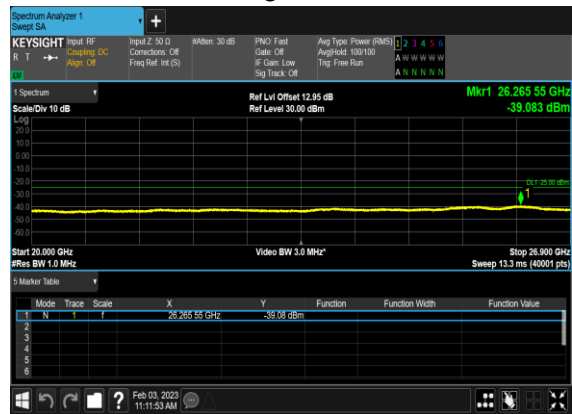 Spectrum Analyzer 1
Swept SA
KEYSIGHT Input: RF Input Z: 50 Ω #Atten: 30 dB PNO: Fast Avg Type: Power (RMS) 1 2 3 4 5 6
R T Coupling: DC Corrections: Off Gate: Off Avg|Hold: 100/100 A W W W W W
Align: Off Freq Ref: Int (S) IF Gain: Low Trig: Free Run
LW Sig Track: Off A N N N N N
1 Spectrum Ref Lvl Offset 12.95 dB Mkr1 26.265 55 GHz
Scale/Div 10 dB Ref Level 30.00 dBm -39.083 dBm
Log
20.0
10.0
0.00
-10.0
-20.0
DL1 -25.00 dBm
-30.0
1
-40.0
-50.0
-60.0
Start 20.000 GHz Video BW 3.0 MHz* Stop 26.900 GHz
#Res BW 1.0 MHz Sweep 13.3 ms (40001 pts)
5 Marker Table
Mode Trace Scale X Y Function Function Width Function Value
1 N 1 f 26.265 55 GHz -39.08 dBm
2
3
4
5
6
? Feb 03, 2023
11:11:53 AM